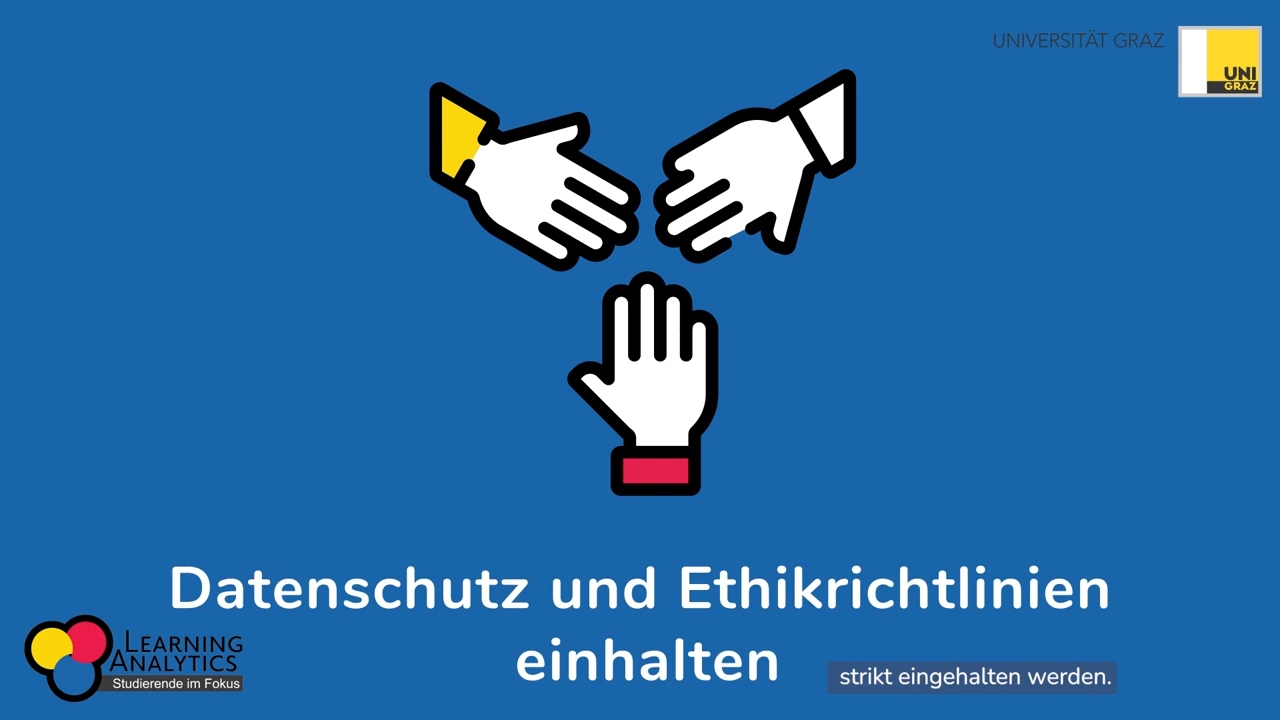 UNIVERSITÄT GRAZ
UNI
GRAZ
Datenschutz und Ethikrichtlinien
einhalten
strikt eingehalten werden.
LEARNING
ANALYTICS
Studierende im Fokus